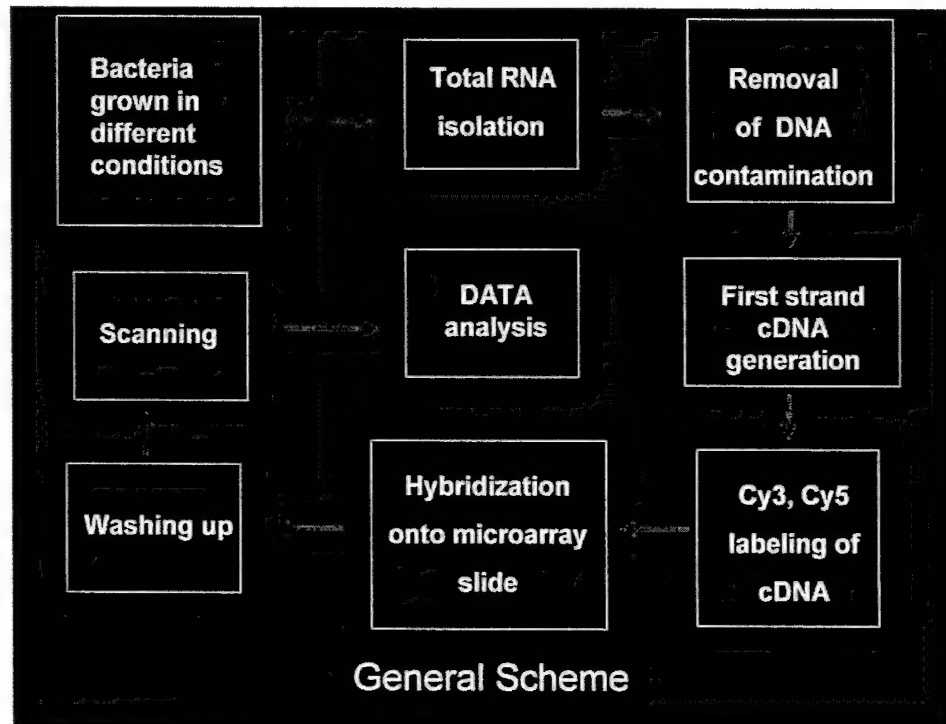 Bacteria
grown in
different
conditions
Total RNA
isolation
Removal
of DNA
contamination
First strand
cDNA
generation
Cy3, Cy5
labeling of
cDNA
Hybridization
onto microarray
slide
Washing up
Scanning
DATA
analysis
General Scheme